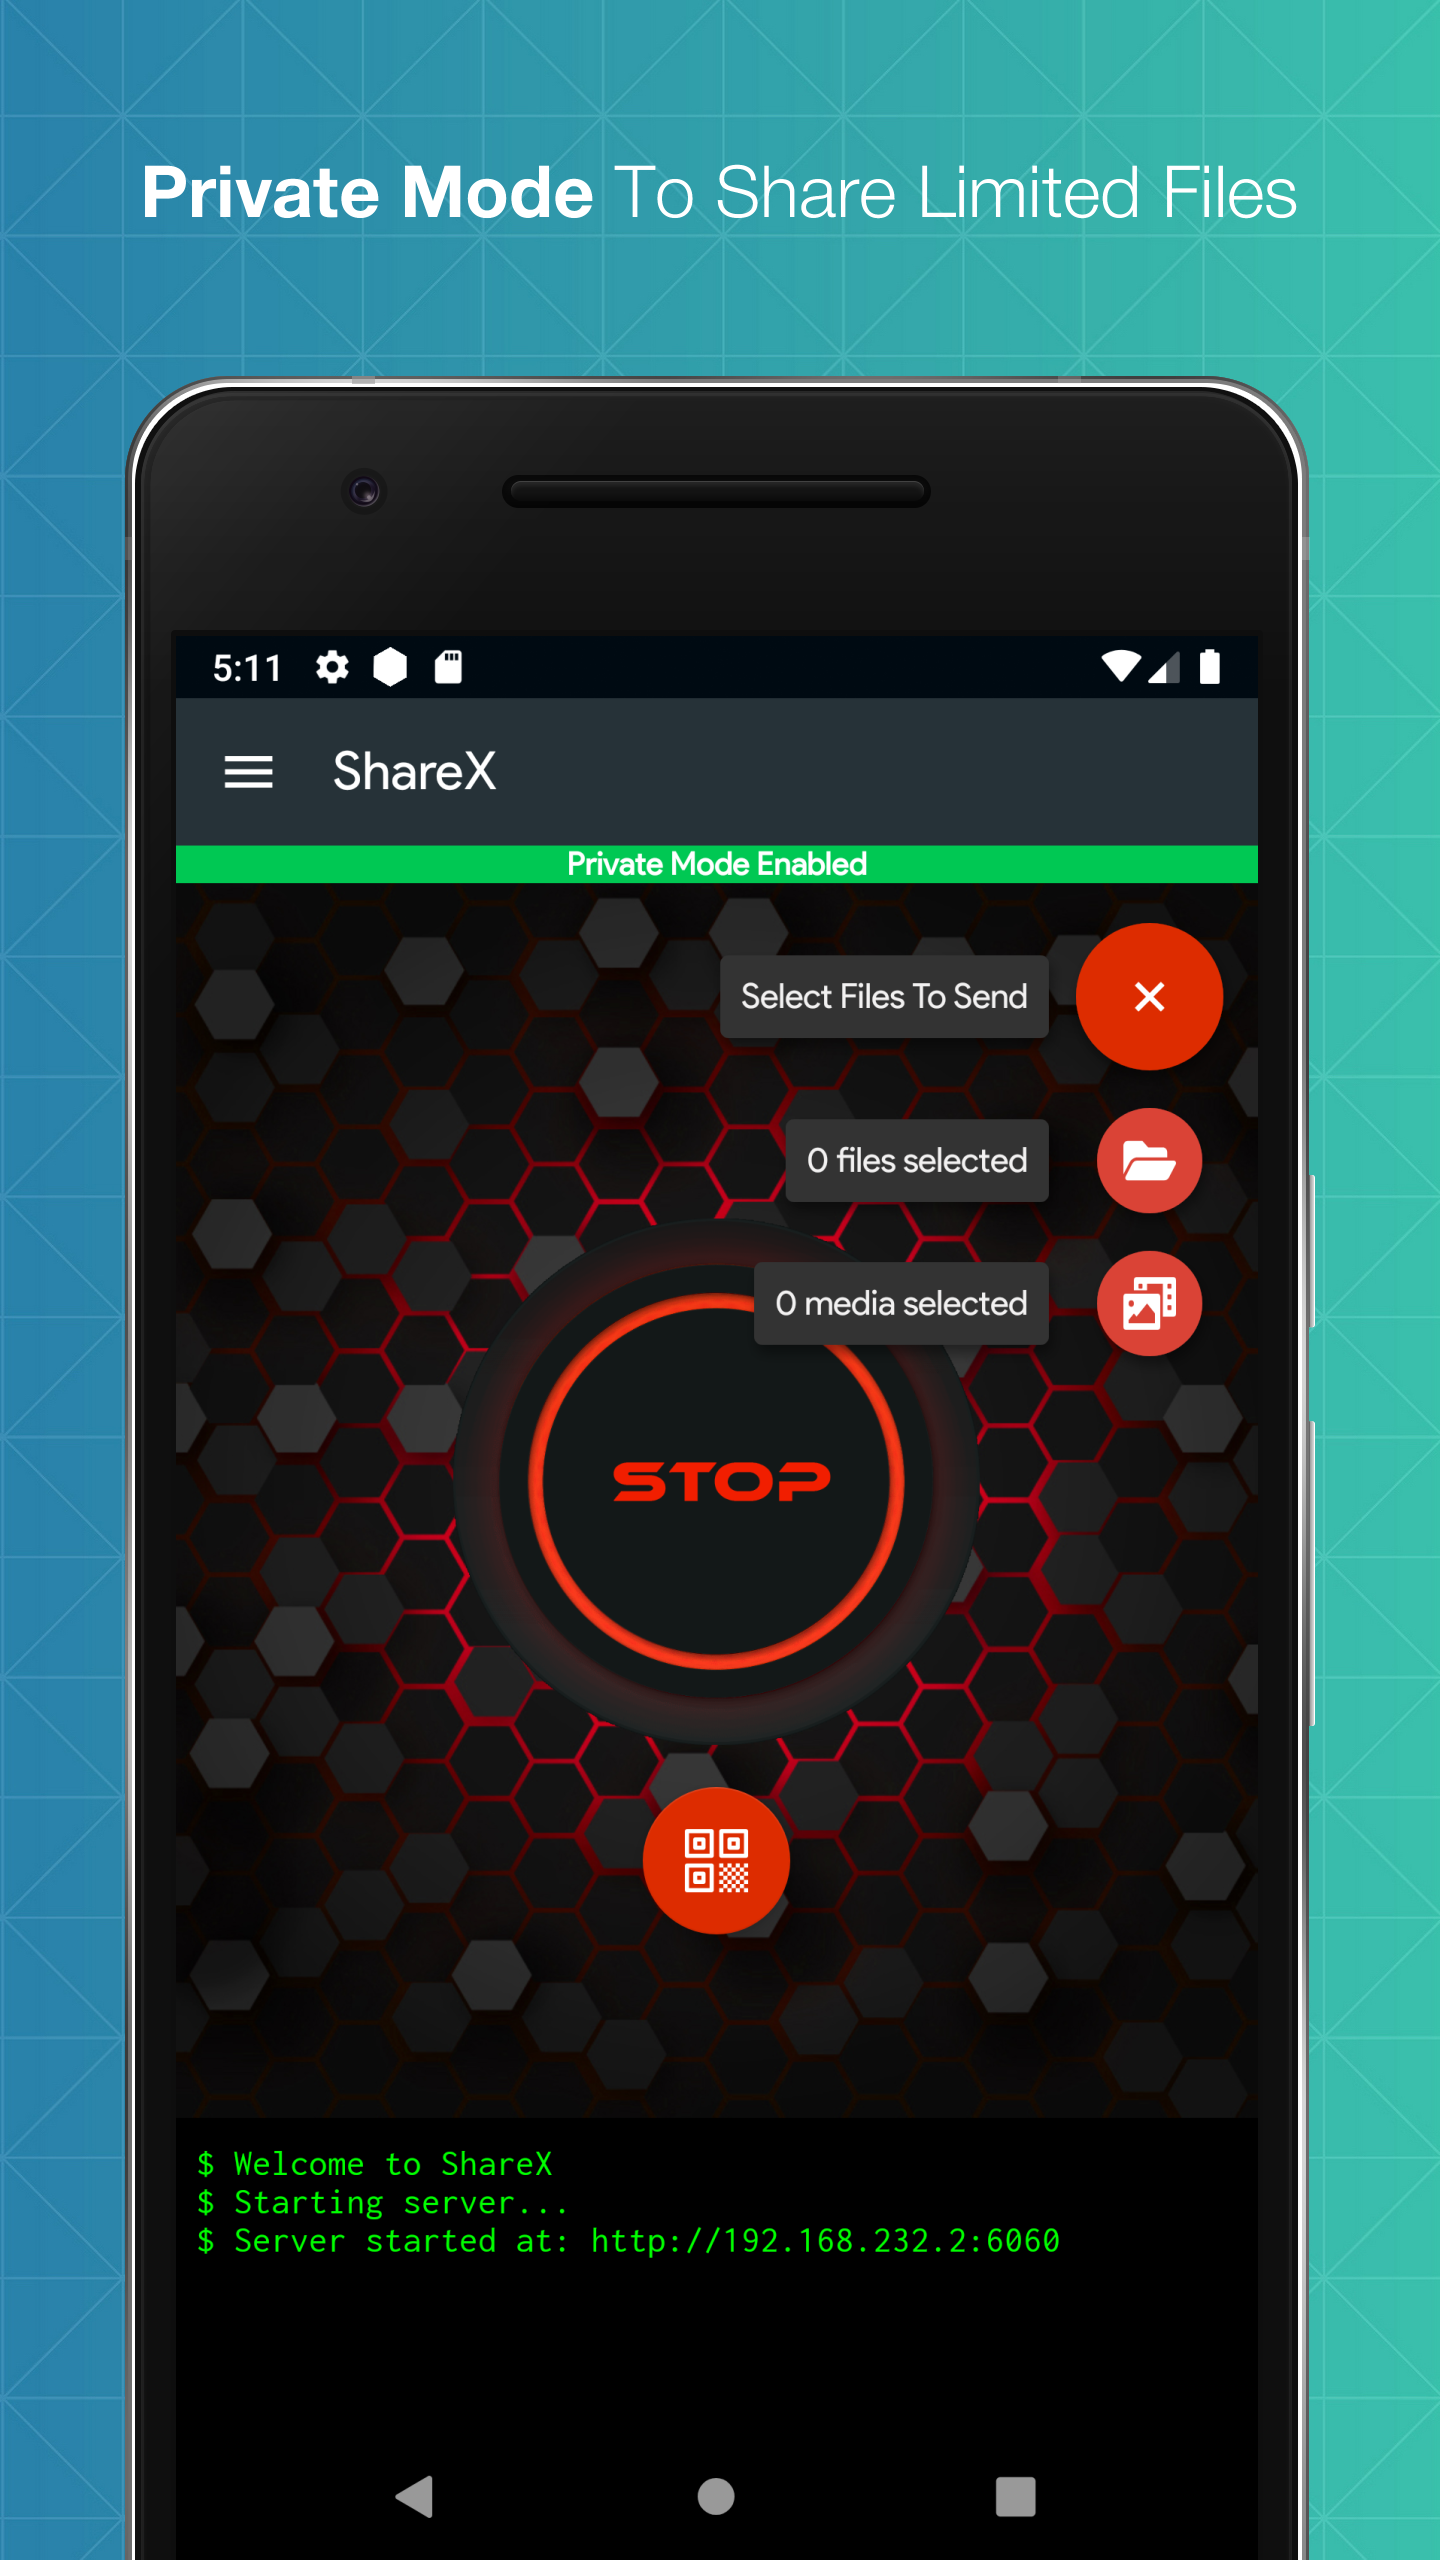 Private Mode To Share Limited Files
5:11
ShareX
Private Mode Enabled
Select Files To Send
0 files selected
0 media selected
STOP
$ Welcome to ShareX
$ Starting server...
$ Server started at: http://192.168.232.2:6060